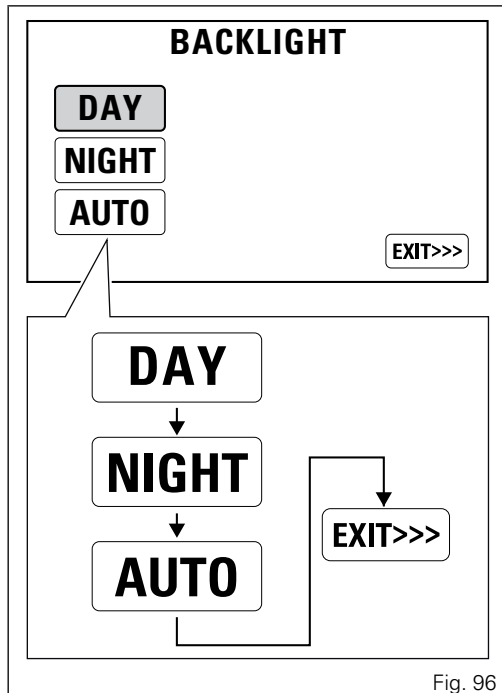 BACKLIGHT
DAY
NIGHT
AUTO
EXIT>>>
DAY
NIGHT
AUTO
EXIT>>>
Fig. 96